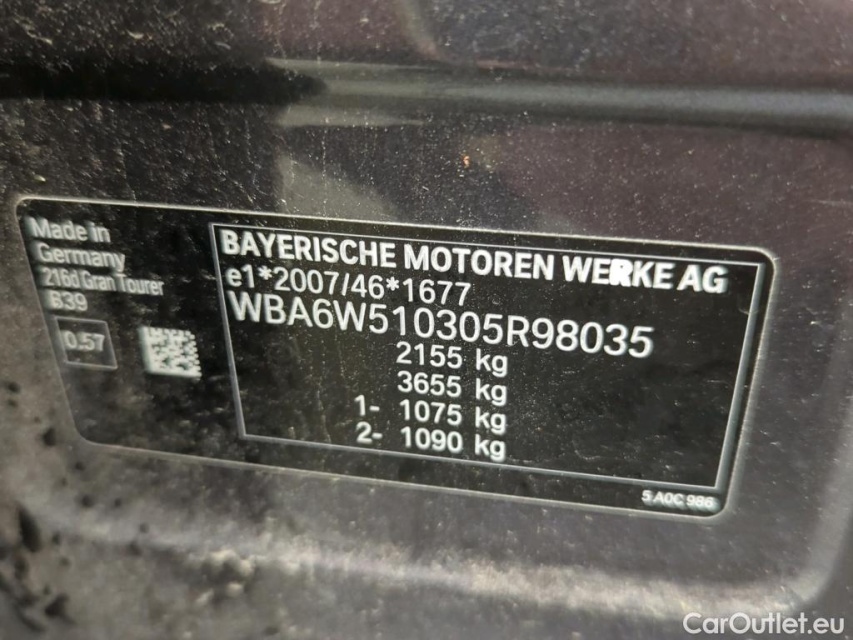 Made in
Germany
216d Gran Tourer
B39
0.57
BAYERISCHE MOTOREN WERKE AG
e1*2007/46*1677
WBA6W510305R98035
2155 kg
3655 kg
1- 1075 kg
2- 1090 kg
5 A0C 986
CarOutlet.eu